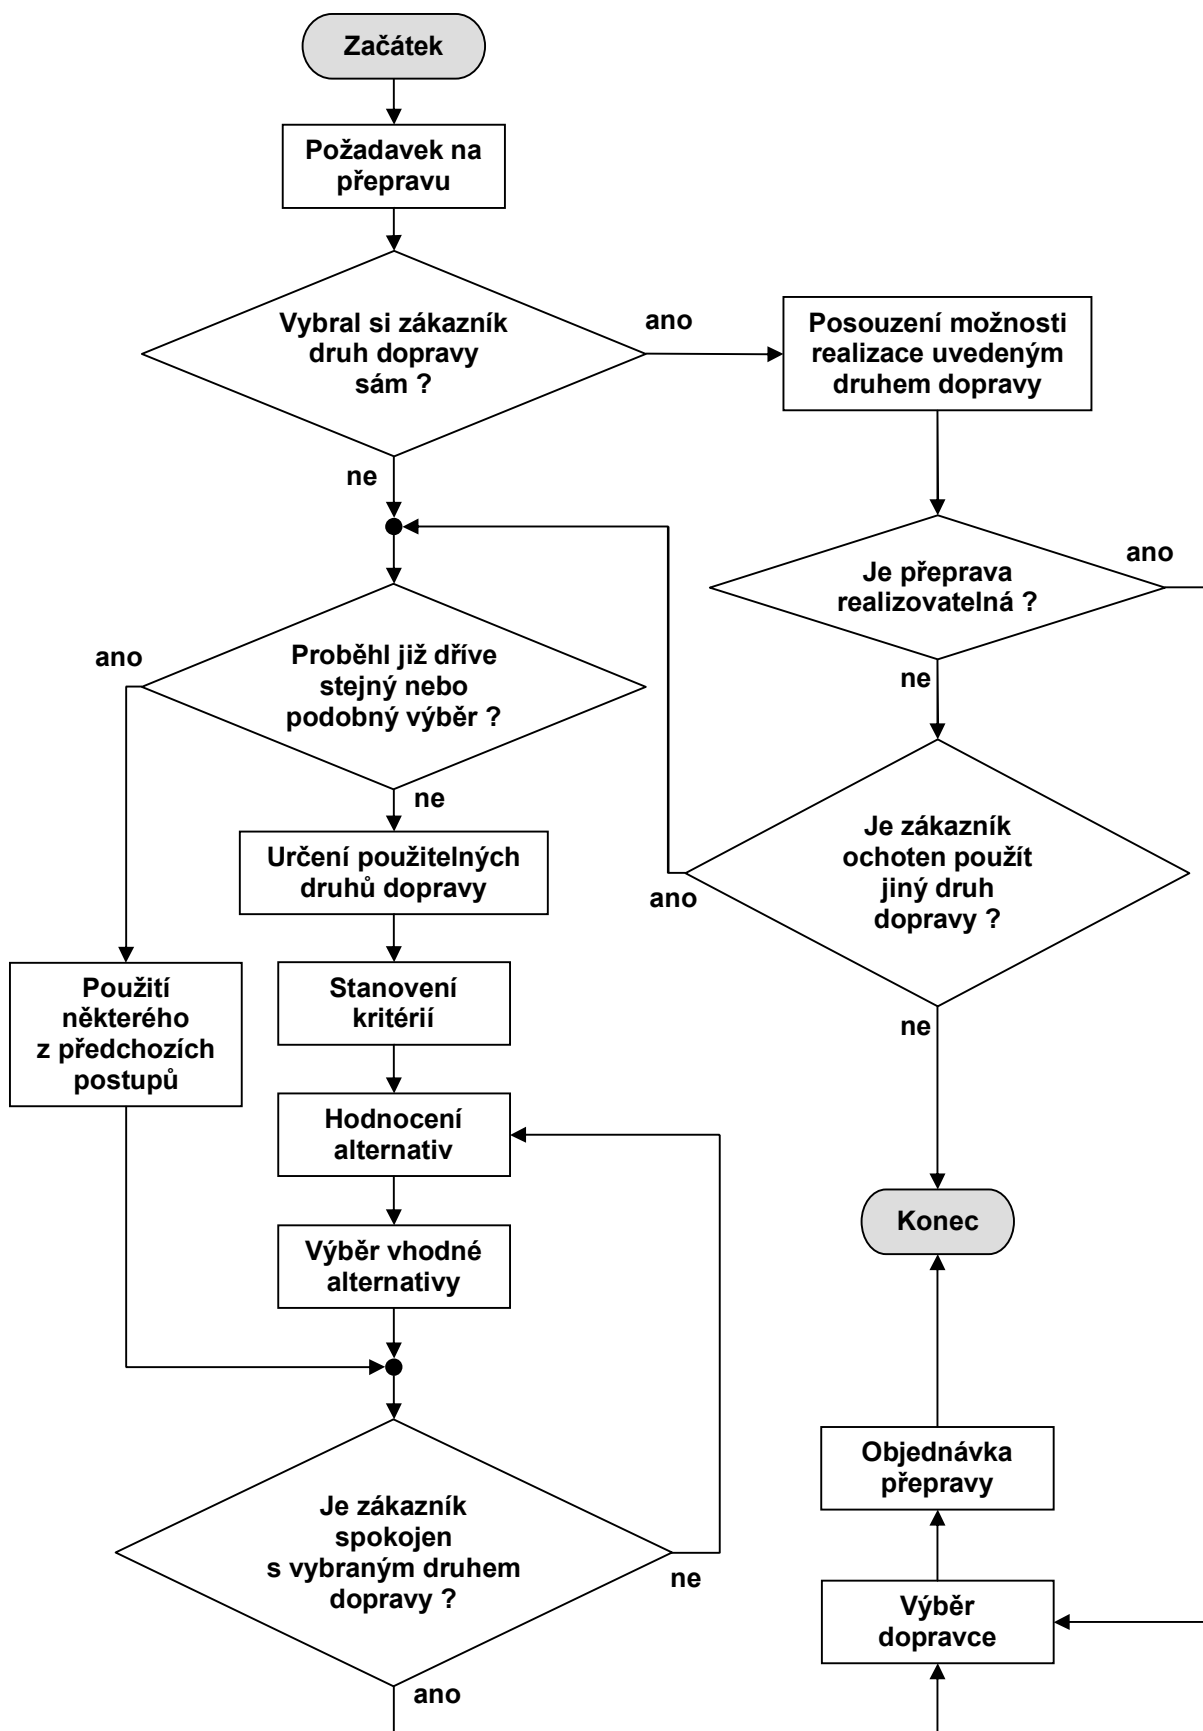 Začátek
Požadavek na
přepravu
Vybral si zákazník
druh dopravy
sám ?
ano
Posouzení možnosti
realizace uvedeným
druhem dopravy
ne
Je přeprava
realizovatelná ?
ano
ne
Proběhl již dříve
stejný nebo
podobný výběr ?
ano
ne
Je zákazník
ochoten použít
jiný druh
dopravy ?
ano
ne
Určení použitelných
druhů dopravy
Použití
některého
z předchozích
postupů
Stanovení
kritérií
Hodnocení
alternativ
Výběr vhodné
alternativy
Konec
Je zákazník
spokojen
s vybraným druhem
dopravy ?
ne
ano
Objednávka
přepravy
Výběr
dopravce